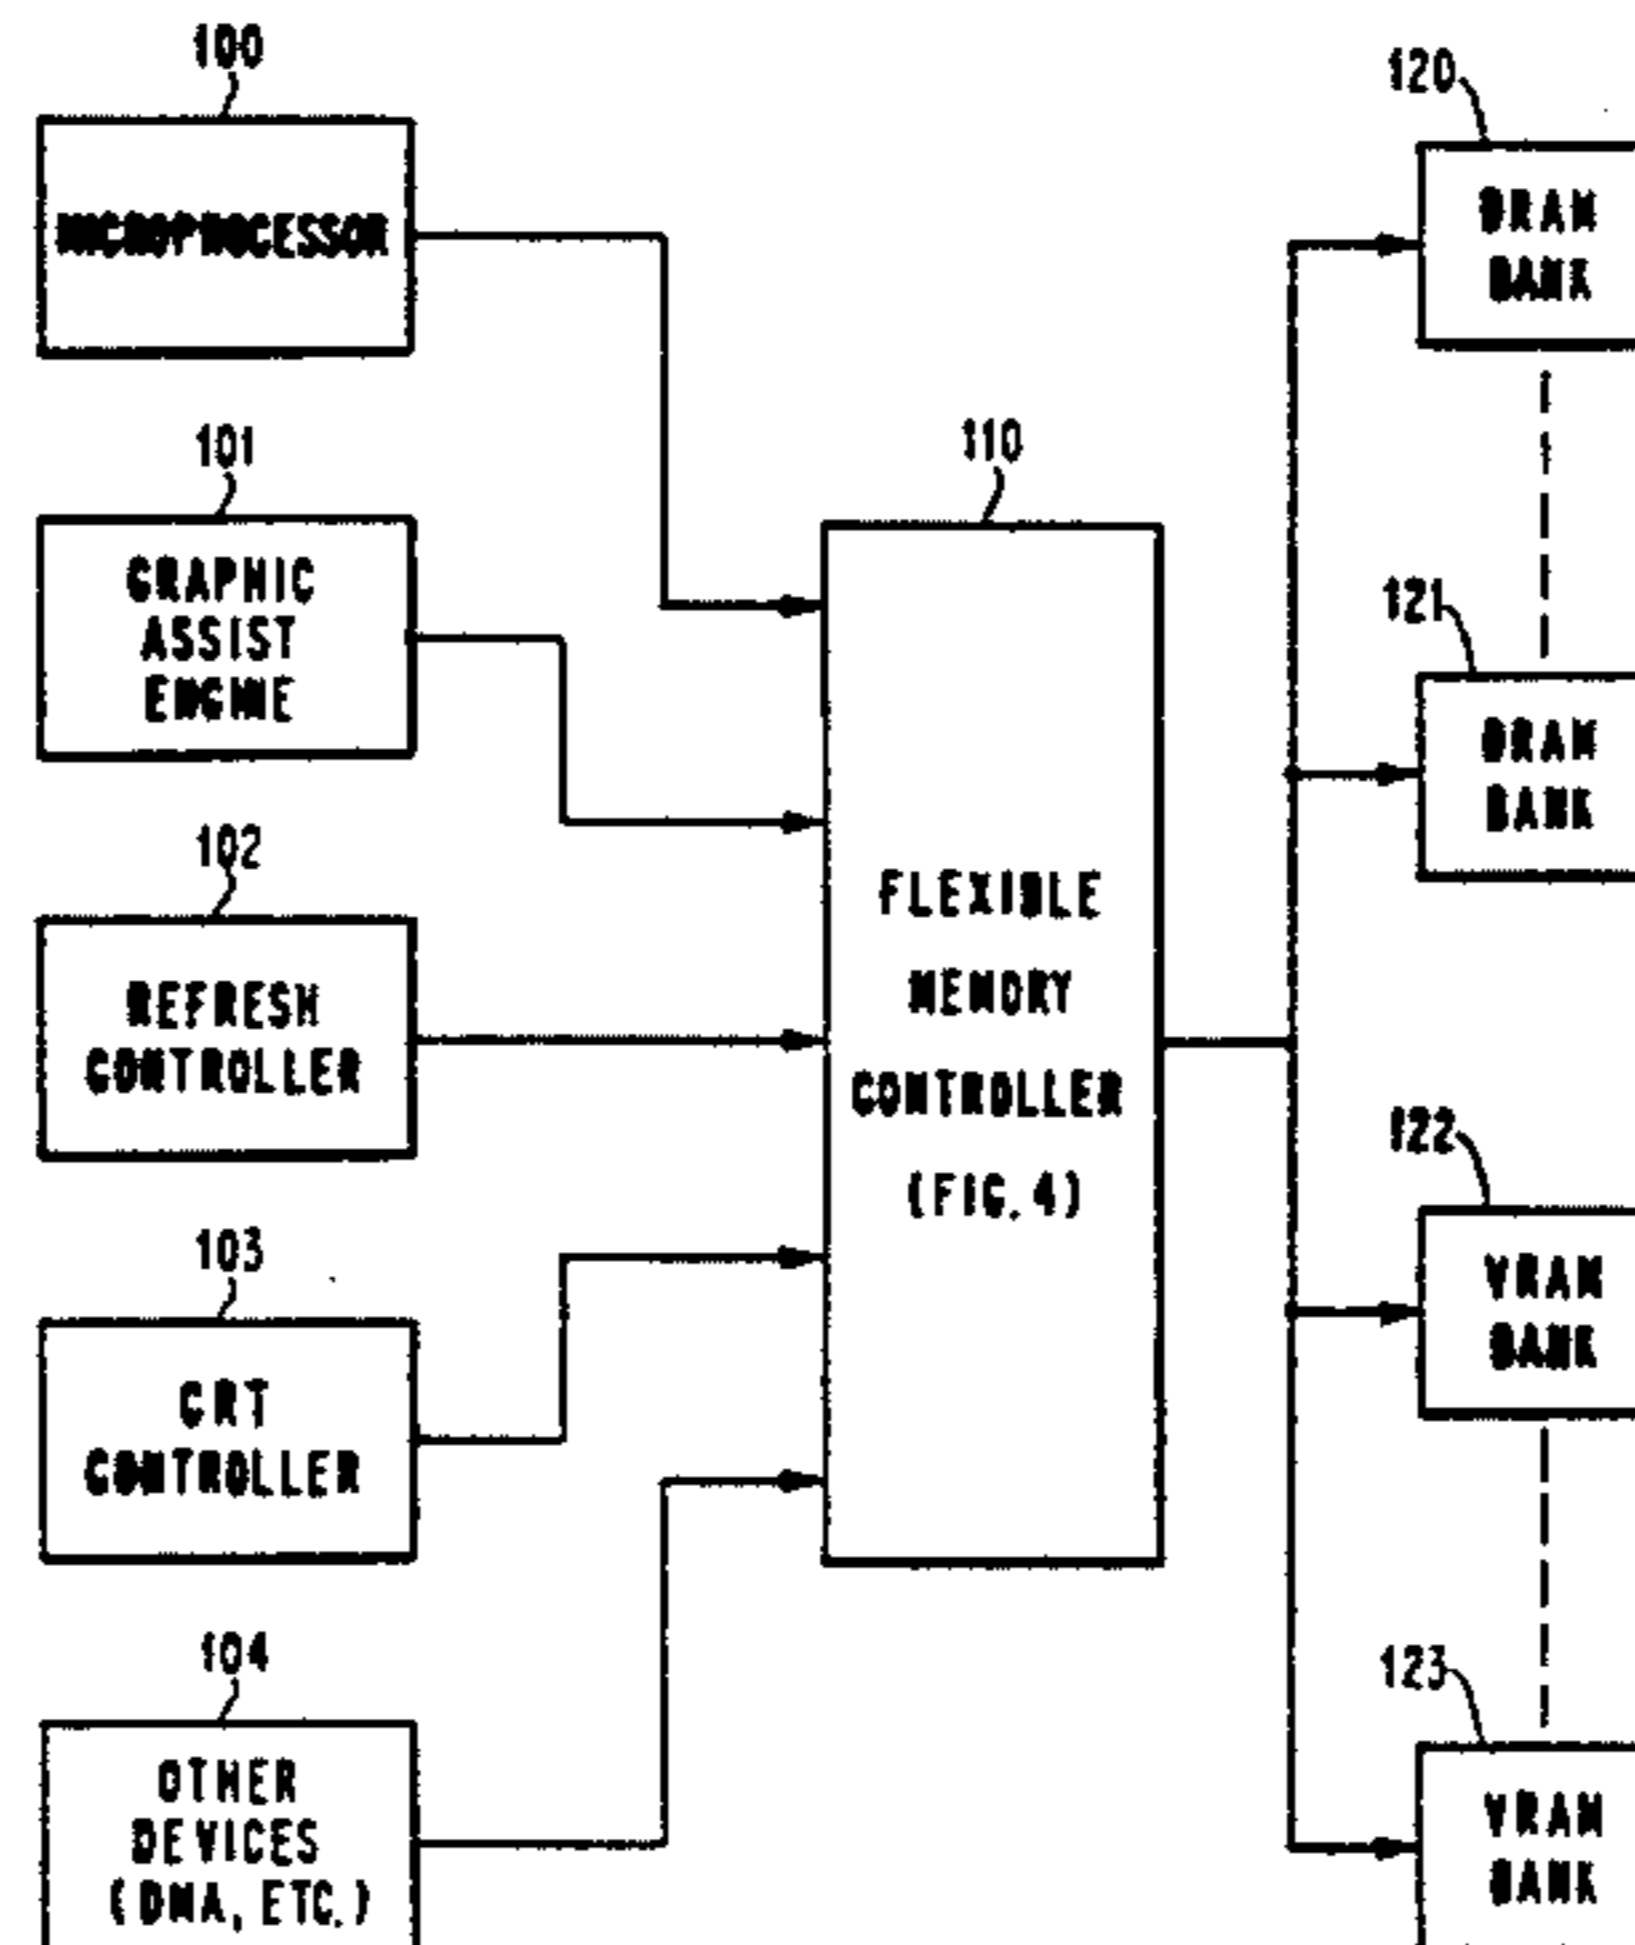 100
MICROPROCESSOR
101
GRAPHIC
ASSIST
ENGINE
102
REFRESH
CONTROLLER
103
CRT
CONTROLLER
104
OTHER
DEVICES
(DMA, ETC.)
110
FLEXIBLE
MEMORY
CONTROLLER
(FIG. 4)
120
DRAM
BANK
121
DRAM
BANK
122
VRAM
BANK
123
VRAM
BANK